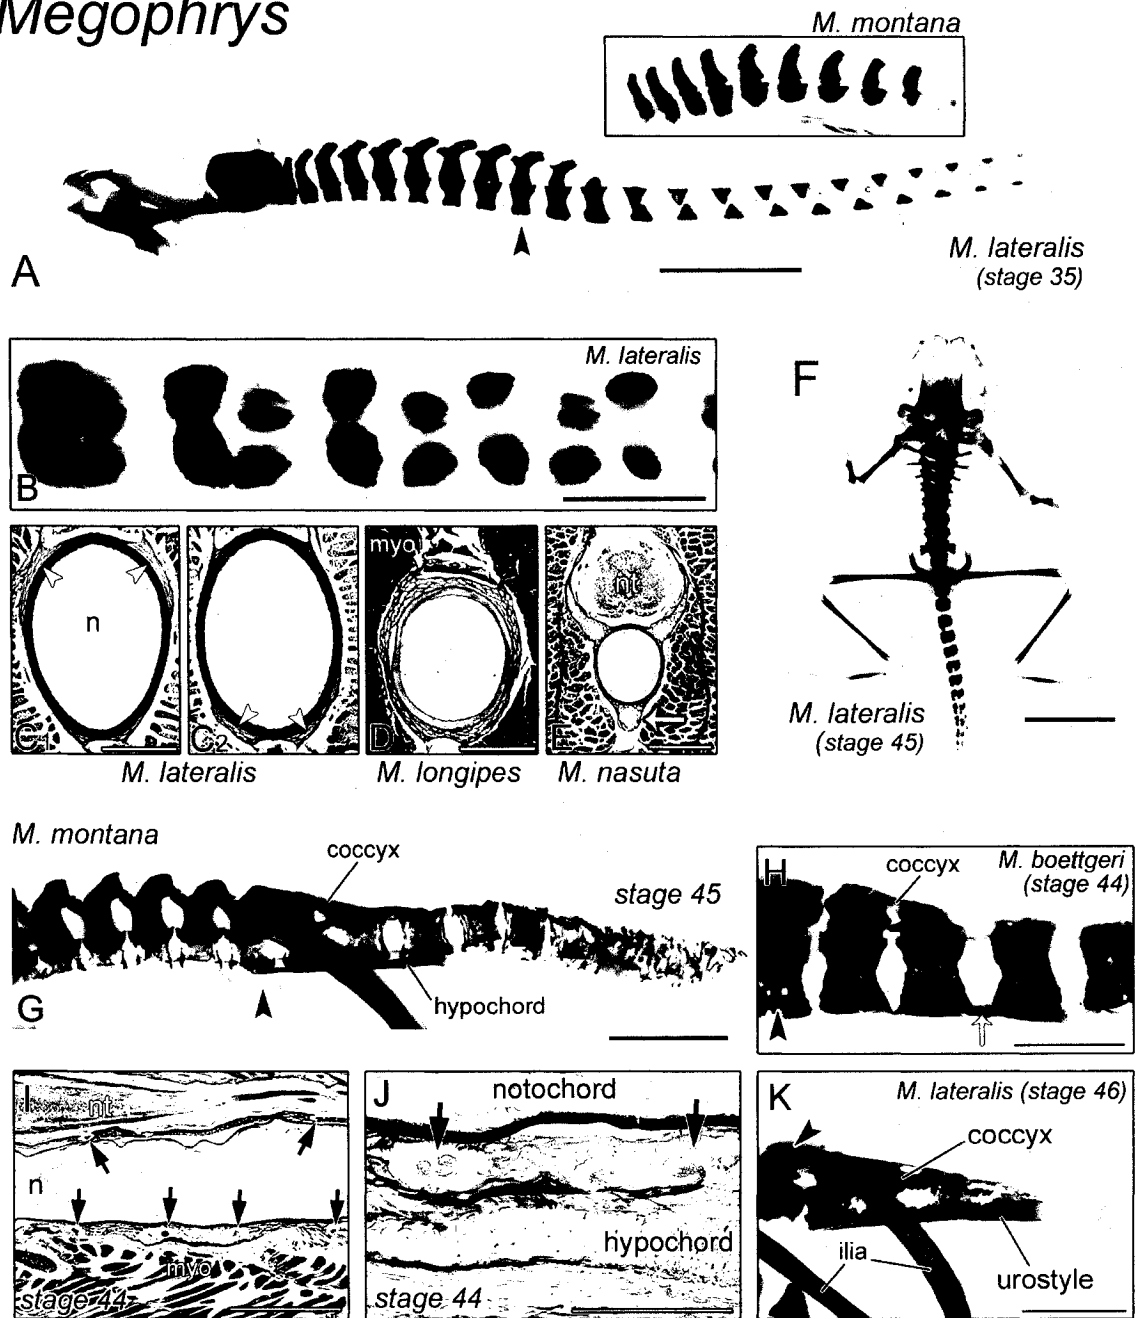 Megophrys
M. montana
A
M. lateralis
(stage 35)
M. lateralis
B
F
n
C1
C2
myo
D
nt
E
M. lateralis
M. longipes
M. nasuta
M. lateralis
(stage 45)
M. montana
coccyx
stage 45
hypochord
G
H
coccyx
M. boettgeri
(stage 44)
I
nt
n
myo
stage 44
J
notochord
hypochord
stage 44
K
M. lateralis (stage 46)
coccyx
ilia
urostyle